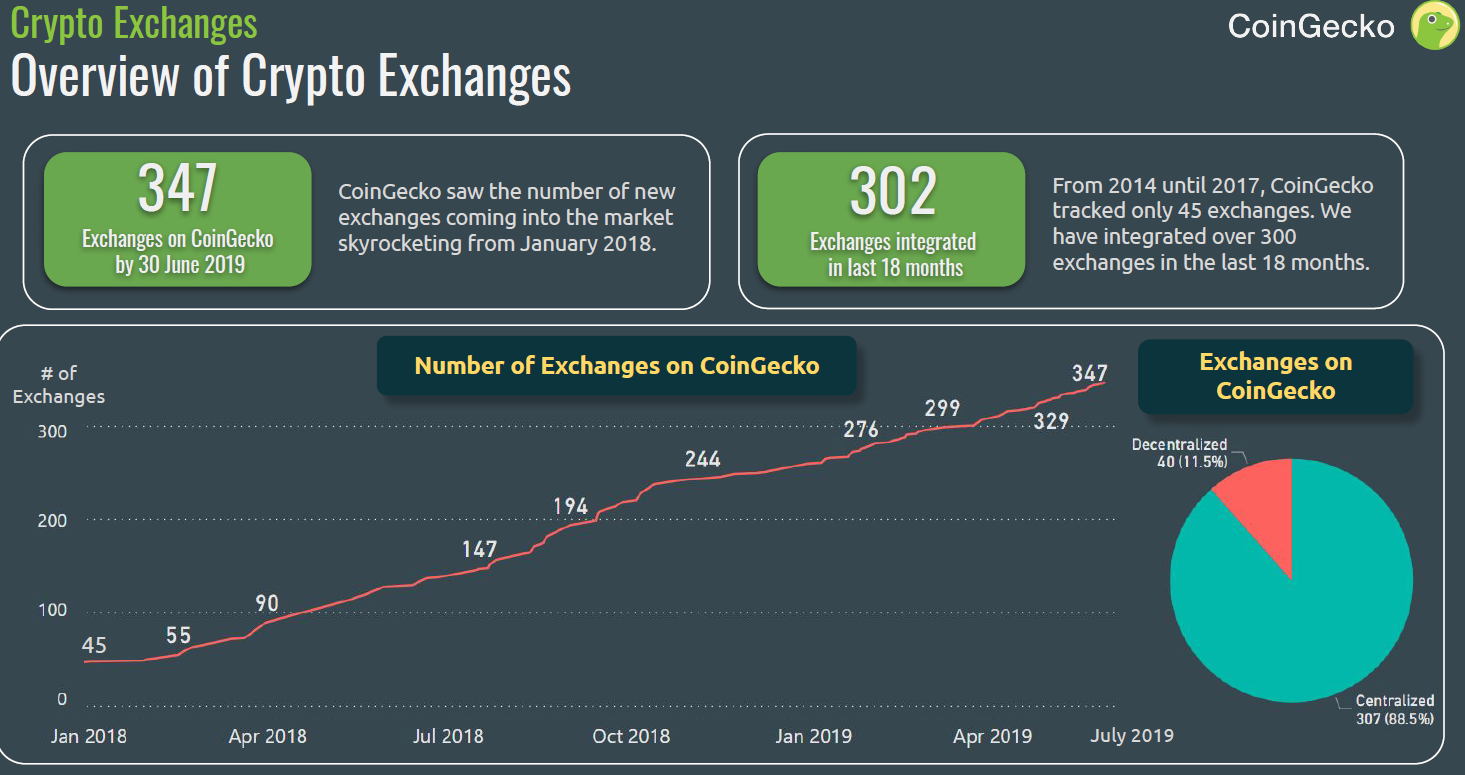 Crypto Exchanges
CoinGecko
Overview of Crypto Exchanges
347
Exchanges on CoinGecko
by 30 June 2019
CoinGecko saw the number of new
exchanges coming into the market
skyrocketing from January 2018.
302
Exchanges integrated
in last 18 months
From 2014 until 2017, CoinGecko
tracked only 45 exchanges. We
have integrated over 300
exchanges in the last 18 months.
Number of Exchanges on CoinGecko
# of
Exchanges
300
200
100
0
45
55
90
147
194
244
276
299
329
347
Jan 2018
Apr 2018
Jul 2018
Oct 2018
Jan 2019
Apr 2019
July 2019
Exchanges on
CoinGecko
Decentralized
40 (11.5%)
Centralized
307 (88.5%)